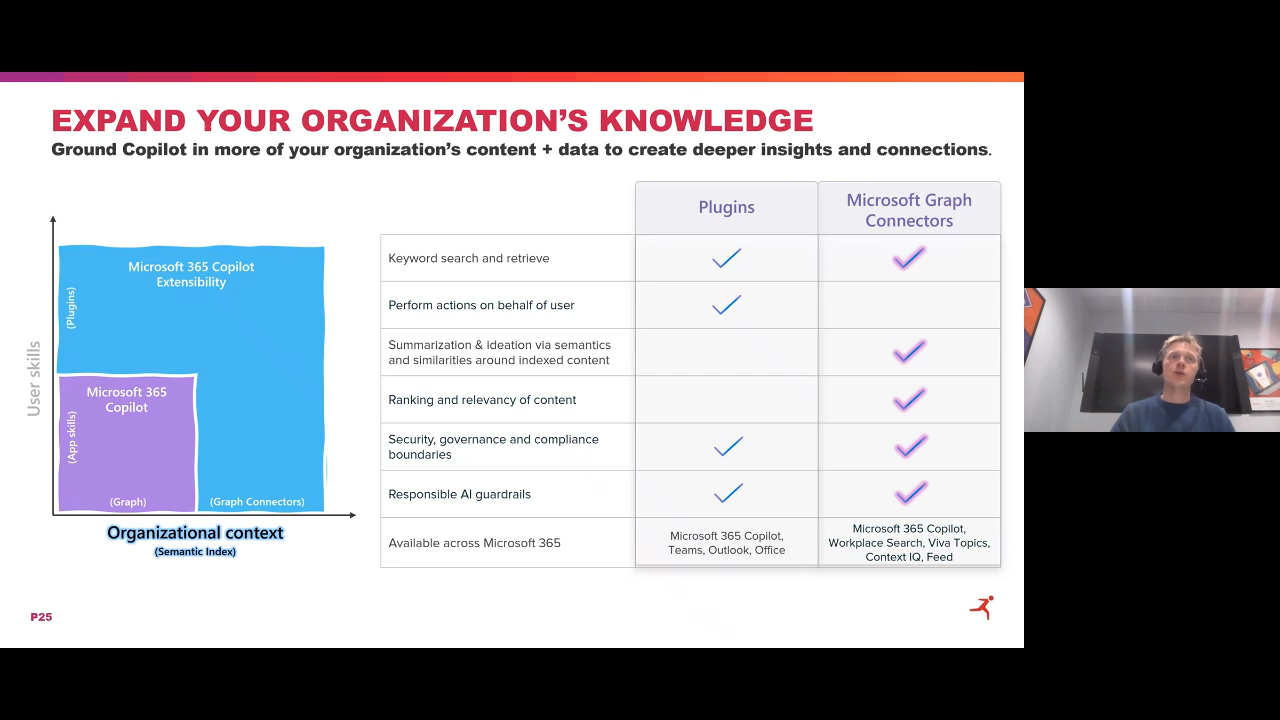 EXPAND YOUR ORGANIZATION'S KNOWLEDGE
Ground Copilot in more of your organization's content + data to create deeper insights and connections.
User skills
Microsoft 365 Copilot
Extensibility
(Plugins)
Microsoft 365
Copilot
(App skills)
(Graph)
(Graph Connectors)
Organizational context
(Semantic Index)
Plugins
Microsoft Graph
Connectors
Keyword search and retrieve
Perform actions on behalf of user
Summarization & ideation via semantics
and similarities around indexed content
Ranking and relevancy of content
Security, governance and compliance
boundaries
Responsible AI guardrails
Available across Microsoft 365
Microsoft 365 Copilot,
Teams, Outlook, Office
Microsoft 365 Copilot,
Workplace Search, Viva Topics,
Context IQ, Feed
P25